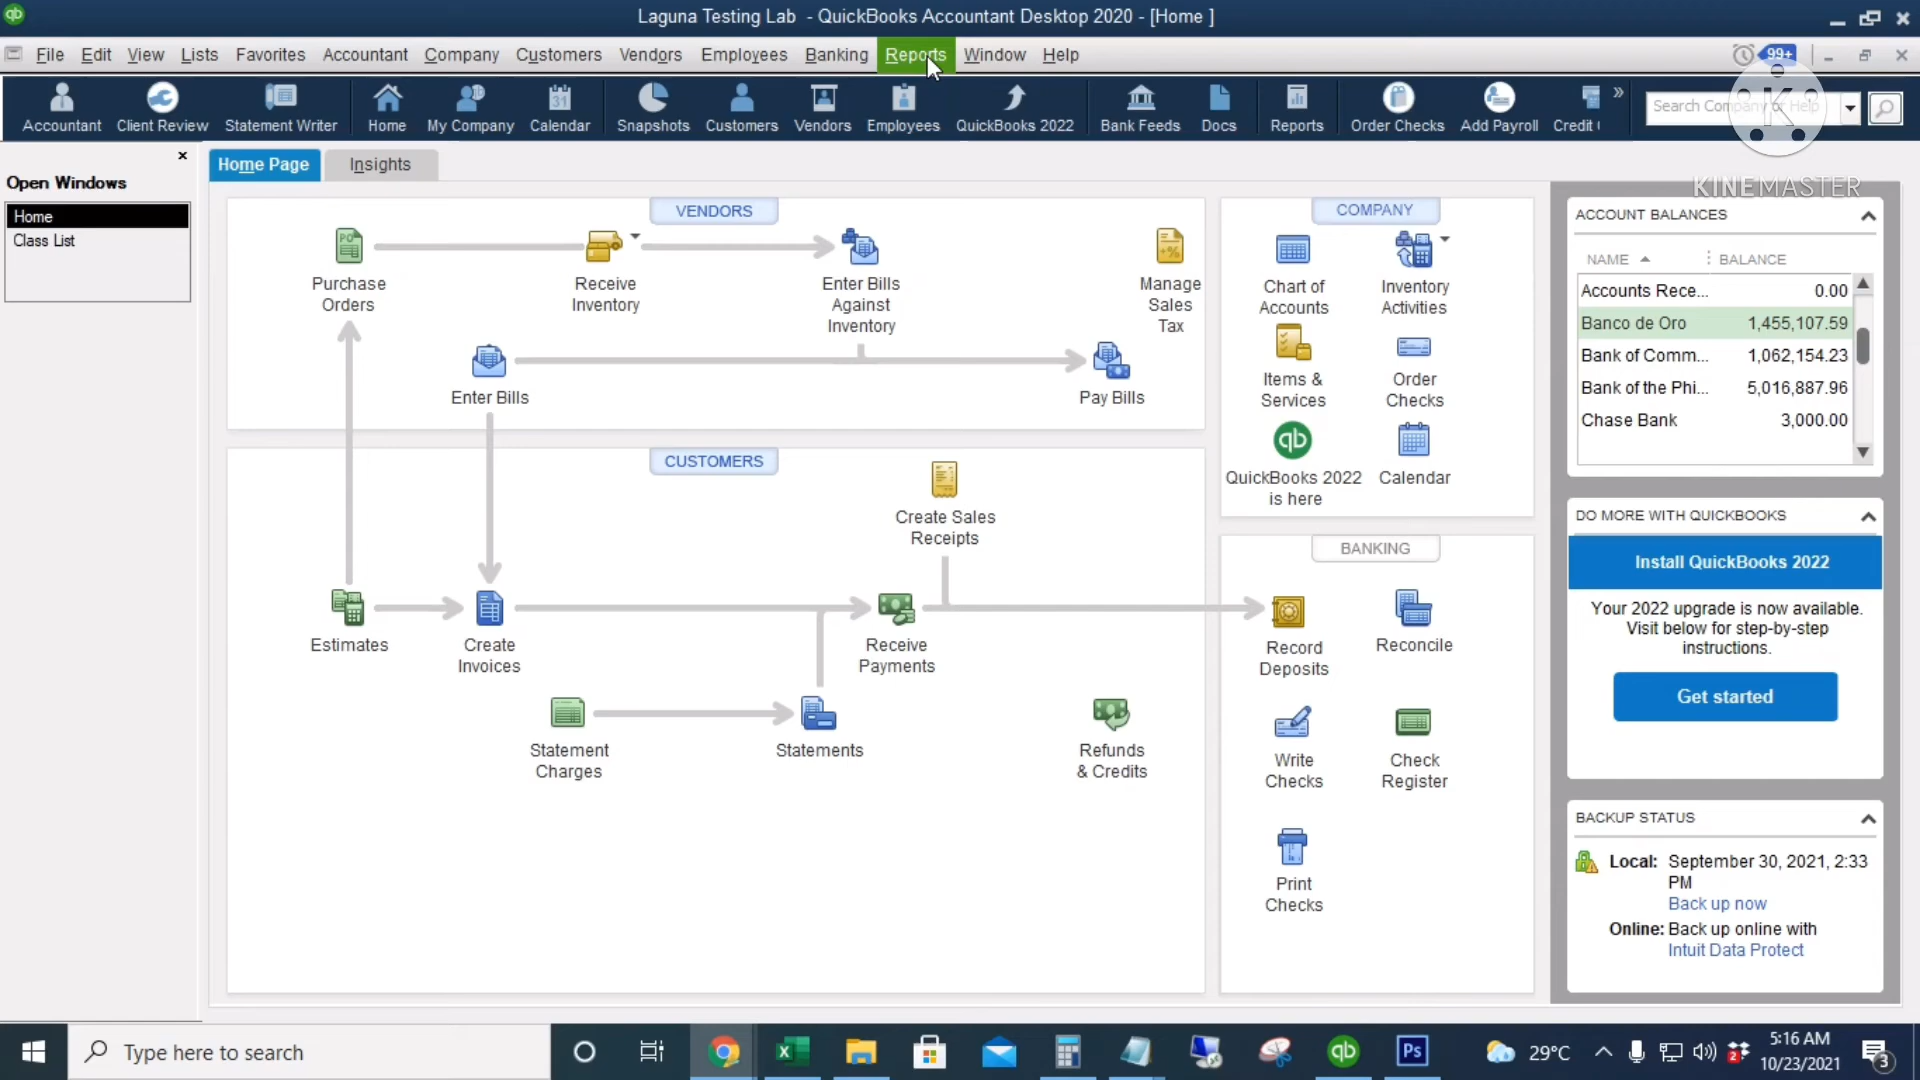 Laguna Testing Lab - QuickBooks Accountant Desktop 2020 - [Home ]
File Edit View Lists Favorites Accountant Company Customers Vendors Employees Banking Reports Window Help
99+
Accountant Client Review Statement Writer Home My Company Calendar Snapshots Customers Vendors Employees QuickBooks 2022 Bank Feeds Docs Reports Order Checks Add Payroll Credit
Search Company or Help
K
KINEMASTER
Open Windows
Home
Class List
Home Page
Insights
VENDORS
Purchase
Orders
Receive
Inventory
Enter Bills
Against
Inventory
Manage
Sales
Tax
Enter Bills
Pay Bills
CUSTOMERS
Create Sales
Receipts
Estimates
Create
Invoices
Receive
Payments
Statement
Charges
Statements
Refunds
& Credits
COMPANY
Chart of
Accounts
Inventory
Activities
Items &
Services
Order
Checks
QuickBooks 2022
is here
Calendar
BANKING
Record
Deposits
Reconcile
Write
Checks
Check
Register
Print
Checks
ACCOUNT BALANCES
NAME BALANCE
Accounts Rece... 0.00
Banco de Oro 1,455,107.59
Bank of Comm... 1,062,154.23
Bank of the Phi... 5,016,887.96
Chase Bank 3,000.00
DO MORE WITH QUICKBOOKS
Install QuickBooks 2022
Your 2022 upgrade is now available.
Visit below for step-by-step
instructions.
Get started
BACKUP STATUS
Local: September 30, 2021, 2:33
PM
Back up now
Online: Back up online with
Intuit Data Protect
Type here to search
29°C
5:16 AM
10/23/2021
3